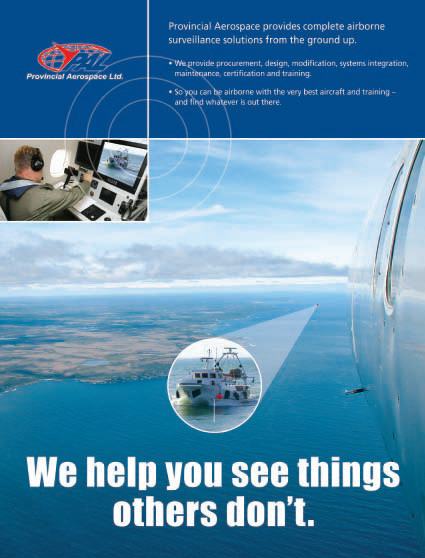 Provincial Aerospace provides complete airborne
surveillance solutions from the ground up.
• We provide procurement, design, modification, systems integration,
maintenance, certification and training.
• So you can be airborne with the very best aircraft and training –
and find whatever is out there.
PAL
Provincial Aerospace Ltd.
We help you see things
others don't.